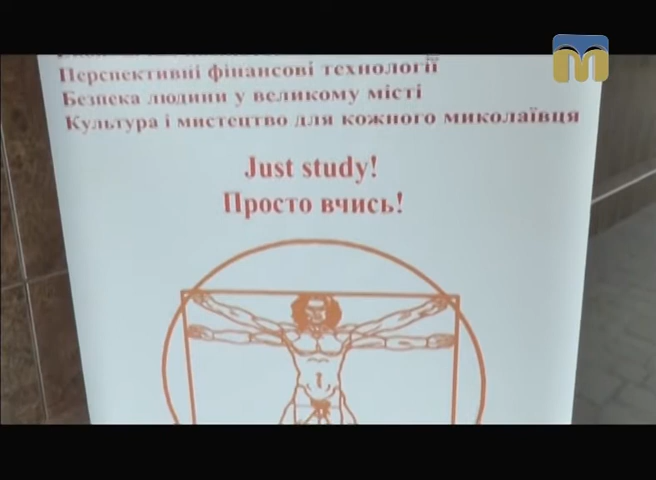 Перспективні фінансові технології
Безпека людини у великому місті
Культура і мистецтво для кожного миколаївця
Just study!
Просто вчись!